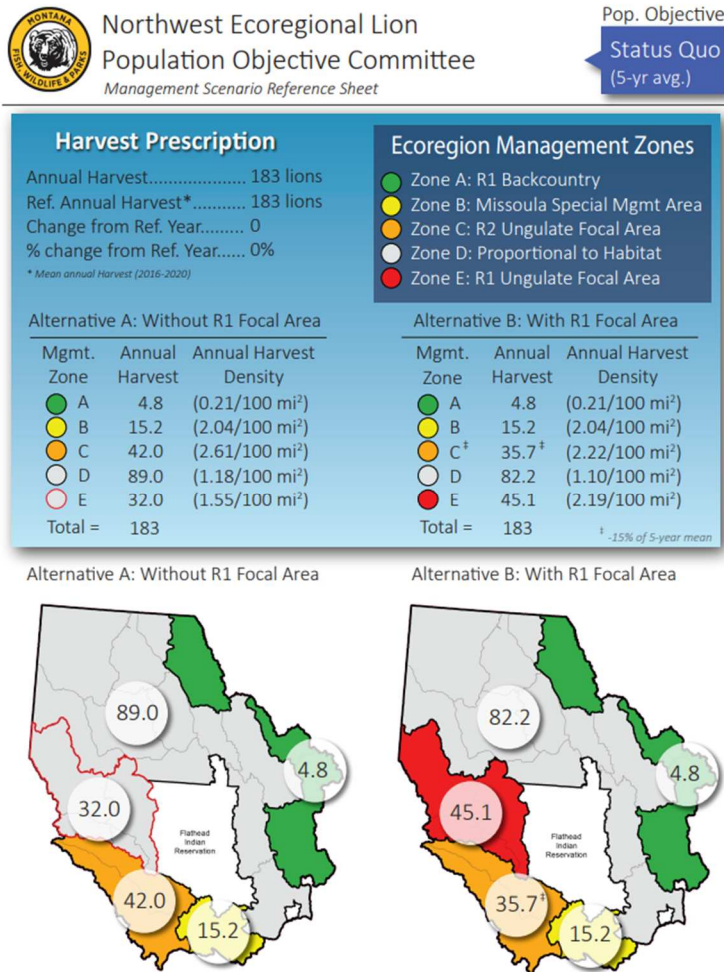 MONTANA
FISH, WILDLIFE & PARKS
Northwest Ecoregional Lion
Population Objective Committee
Management Scenario Reference Sheet
Pop. Objective
Status Quo
(5-yr avg.)
Harvest Prescription
Annual Harvest.................... 183 lions
Ref. Annual Harvest*........... 183 lions
Change from Ref. Year......... 0
% change from Ref. Year...... 0%
* Mean annual Harvest (2016-2020)
Ecoregion Management Zones
Zone A: R1 Backcountry
Zone B: Missoula Special Mgmt Area
Zone C: R2 Ungulate Focal Area
Zone D: Proportional to Habitat
Zone E: R1 Ungulate Focal Area
Alternative A: Without R1 Focal Area
Mgmt. Zone Annual Harvest Annual Harvest Density
A 4.8 (0.21/100 mi²)
B 15.2 (2.04/100 mi²)
C 42.0 (2.61/100 mi²)
D 89.0 (1.18/100 mi²)
E 32.0 (1.55/100 mi²)
Total = 183
Alternative B: With R1 Focal Area
Mgmt. Zone Annual Harvest Annual Harvest Density
A 4.8 (0.21/100 mi²)
B 15.2 (2.04/100 mi²)
C‡ 35.7‡ (2.22/100 mi²)
D 82.2 (1.10/100 mi²)
E 45.1 (2.19/100 mi²)
Total = 183
‡ -15% of 5-year mean
Alternative A: Without R1 Focal Area
89.0
4.8
32.0
Flathead
Indian
Reservation
42.0
15.2
Alternative B: With R1 Focal Area
82.2
4.8
45.1
Flathead
Indian
Reservation
35.7‡
15.2